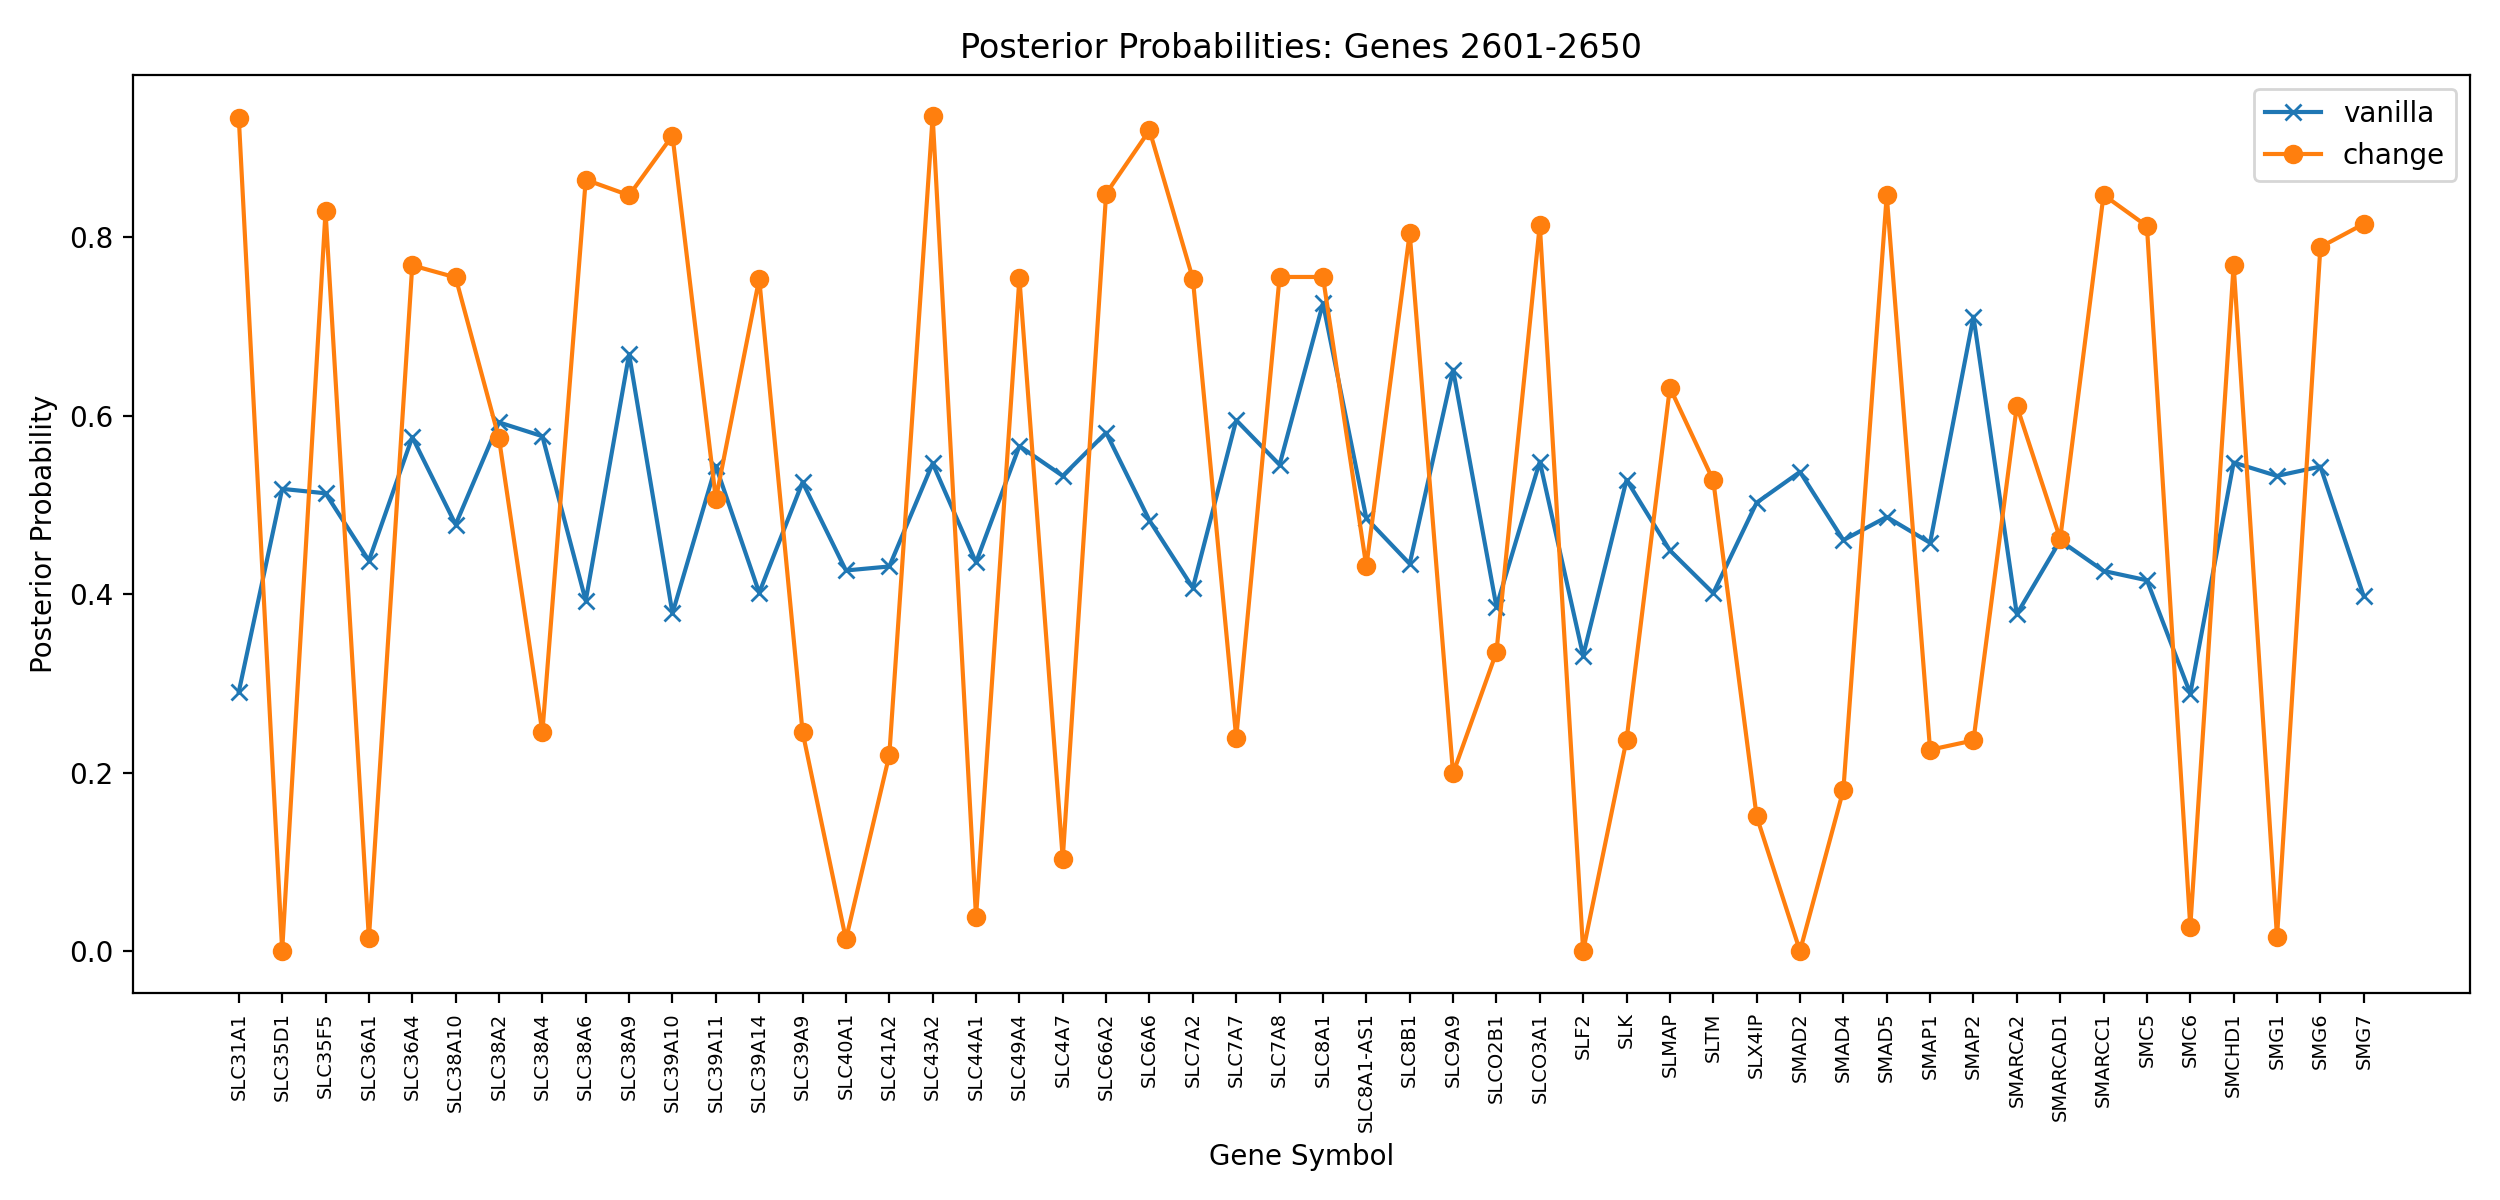 Posterior Probabilities: Genes 2601-2650
vanilla
change
Posterior Probability
0.8
0.6
0.4
0.2
0.0
SLC31A1
SLC35D1
SLC35F5
SLC36A1
SLC36A4
SLC38A10
SLC38A2
SLC38A4
SLC38A6
SLC38A9
SLC39A10
SLC39A11
SLC39A14
SLC39A9
SLC40A1
SLC41A2
SLC43A2
SLC44A1
SLC49A4
SLC4A7
SLC66A2
SLC6A6
SLC7A2
SLC7A7
SLC7A8
SLC8A1
SLC8A1-AS1
SLC8B1
SLC9A9
SLCO2B1
SLCO3A1
SLF2
SLK
SLMAP
SLTM
SLX4IP
SMAD2
SMAD4
SMAD5
SMAP1
SMAP2
SMARCA2
SMARCAD1
SMARCC1
SMC5
SMC6
SMCHD1
SMG1
SMG6
SMG7
Gene Symbol